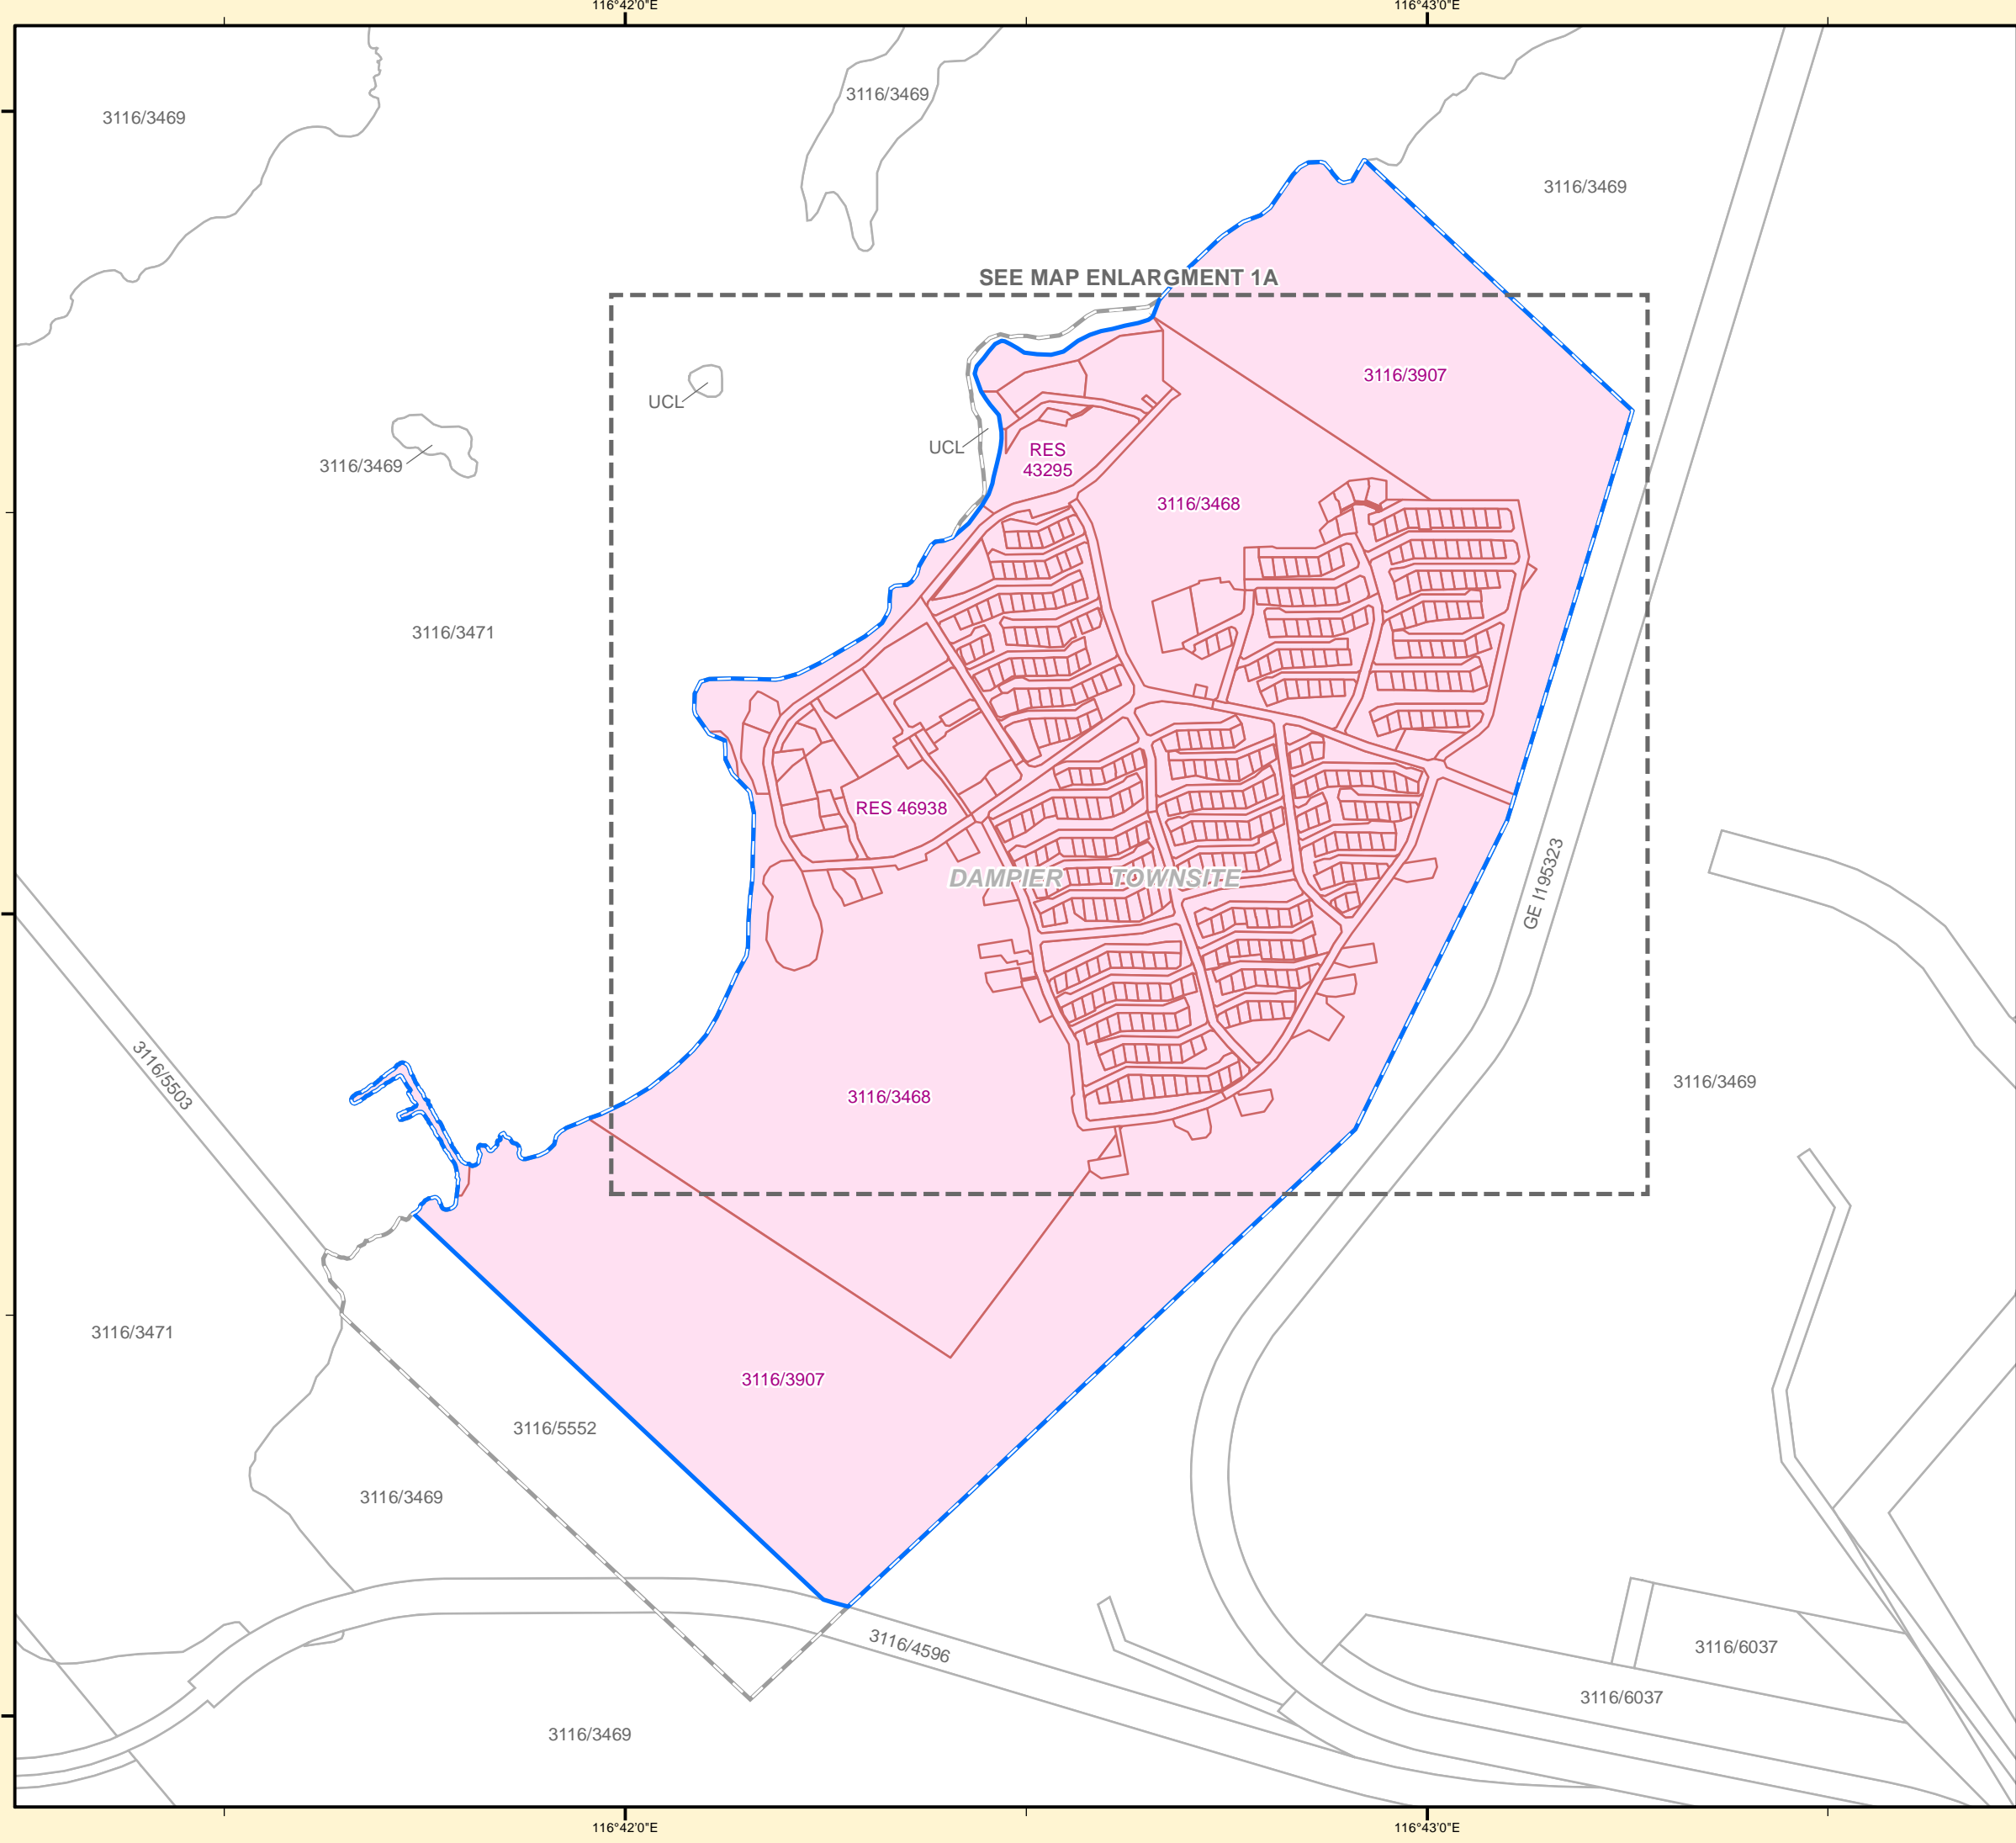 116°42'0"E
116°43'0"E
3116/3469
3116/3469
3116/3469
SEE MAP ENLARGMENT 1A
3116/3907
UCL
UCL
RES
43295
3116/3469
3116/3468
3116/3471
RES 46938
GE I195323
DAMPIER TOWNSITE
3116/5503
3116/3469
3116/3468
3116/3471
3116/3907
3116/5552
3116/3469
3116/4596
3116/6037
3116/6037
3116/3469
116°42'0"E
116°43'0"E